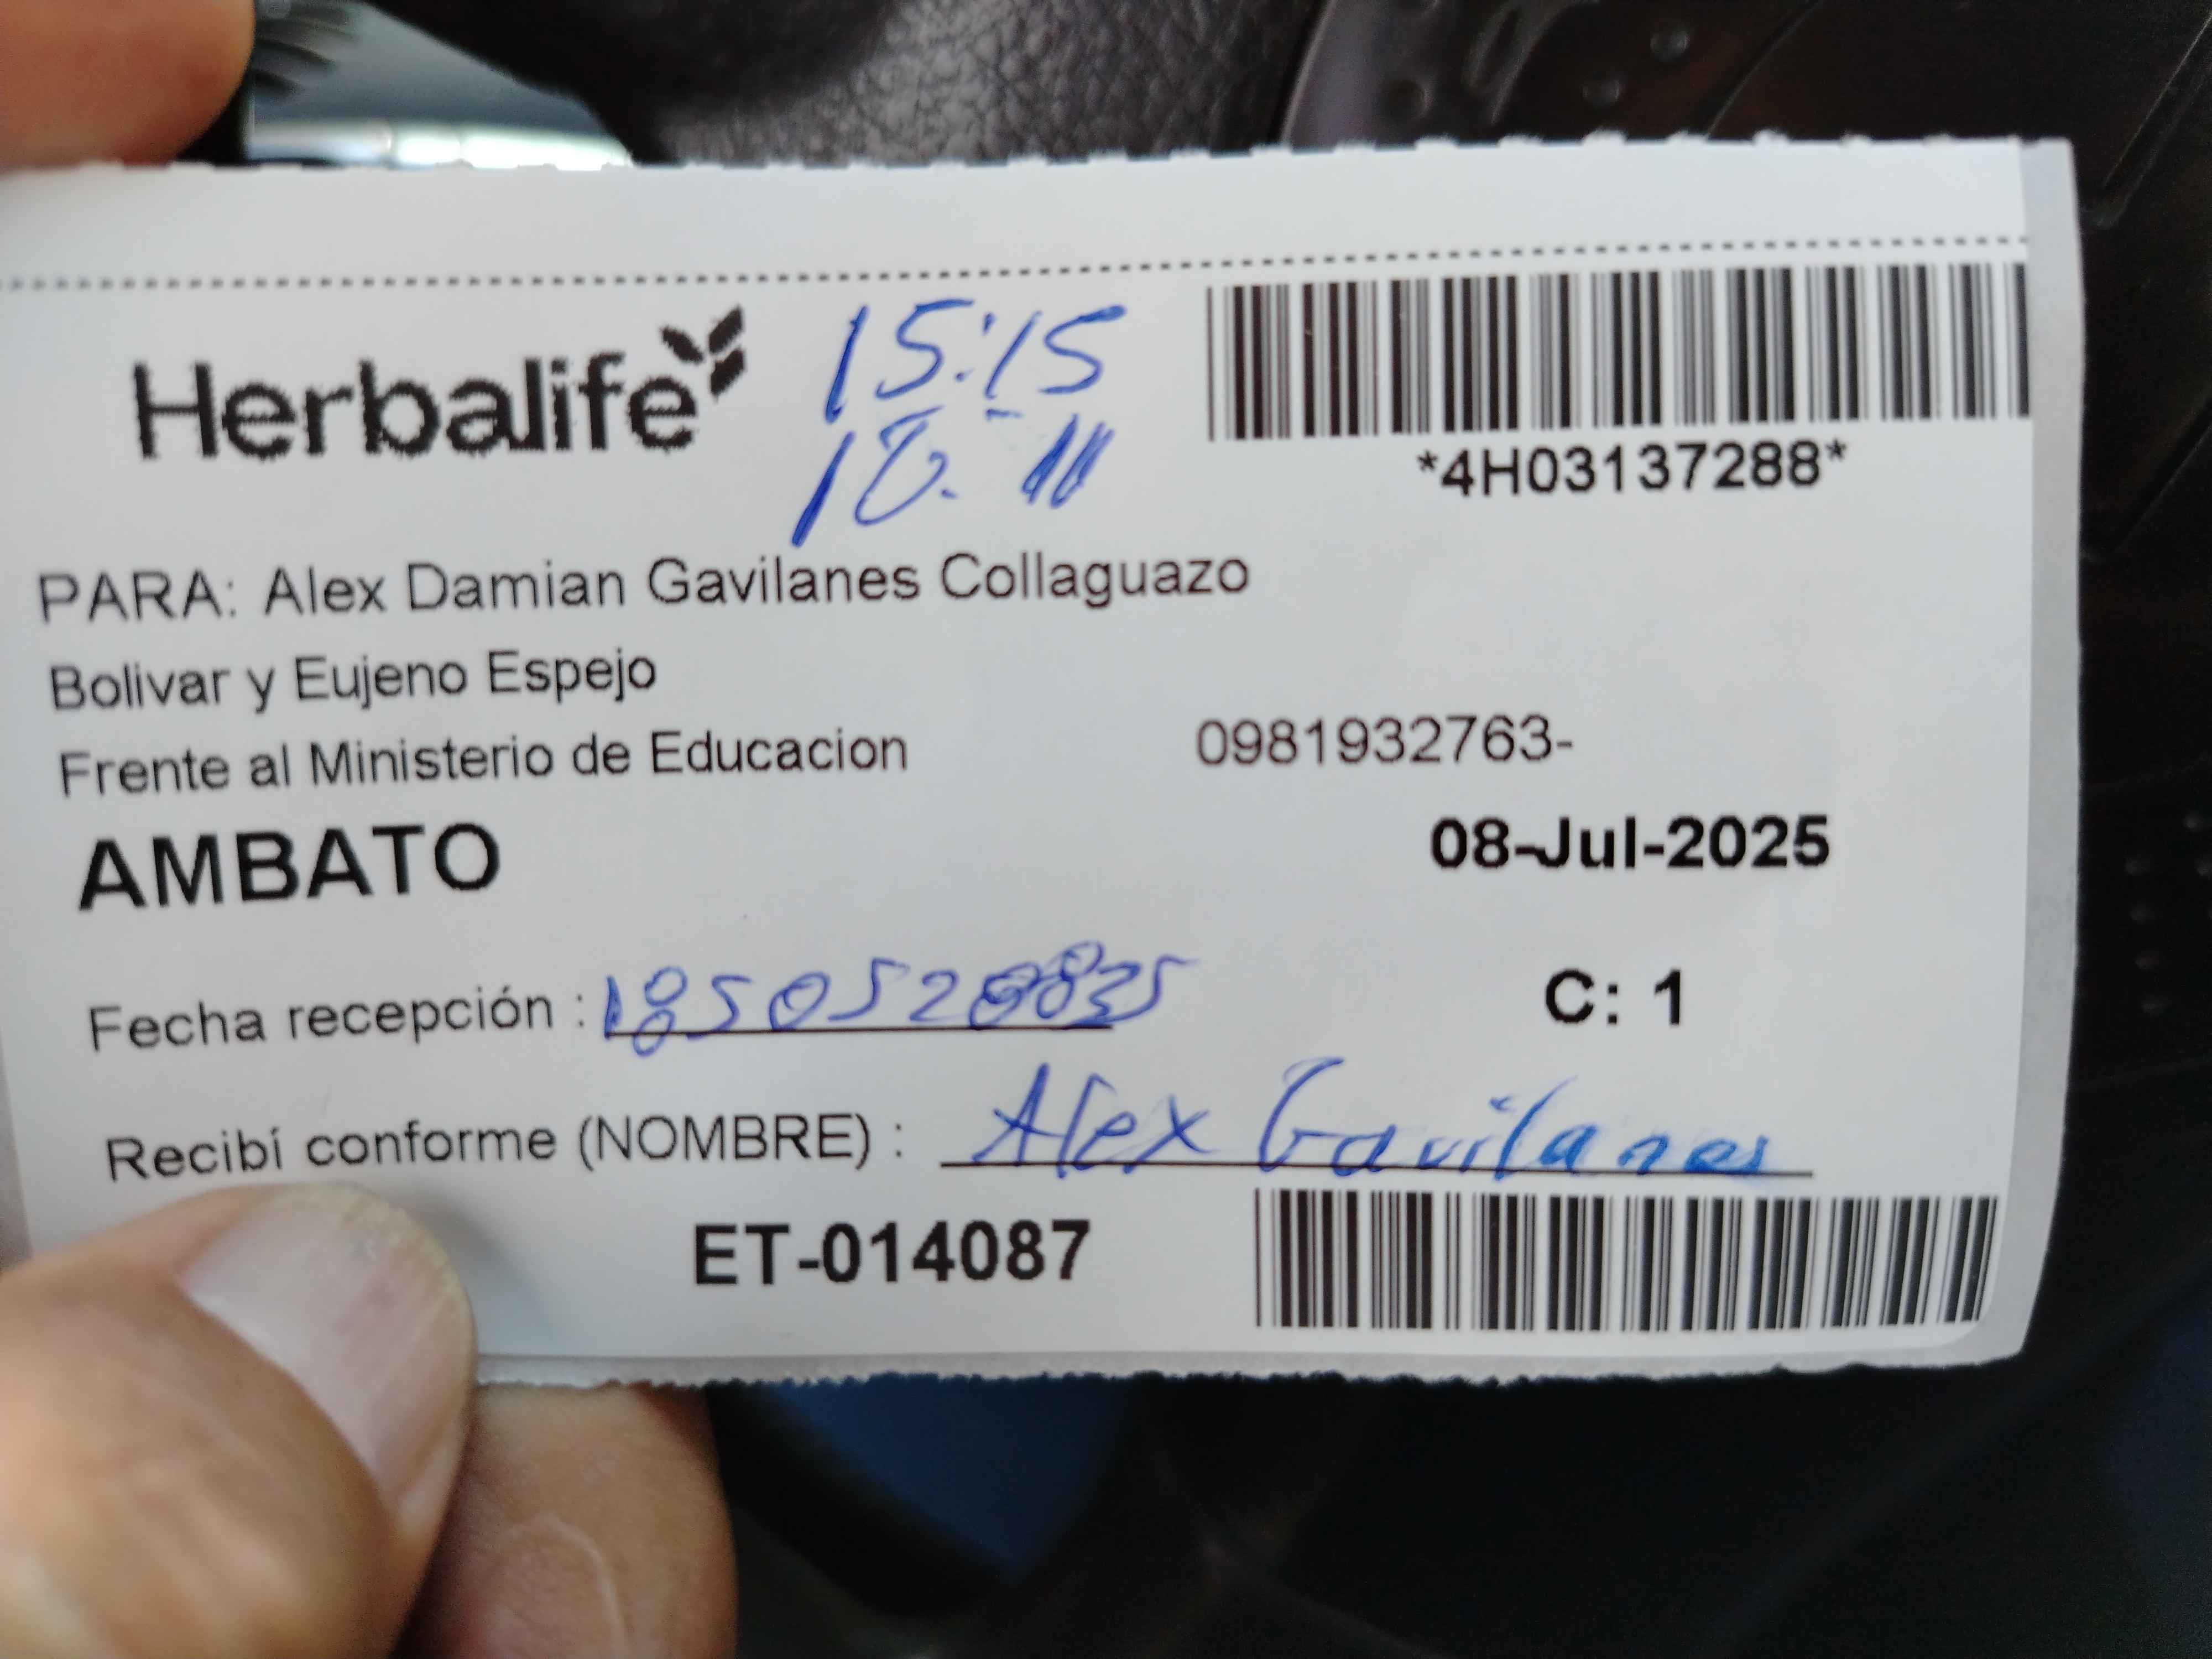 Herbalife
15:15
*4H03137288*
PARA: Alex Damian Gavilanes Collaguazo
Bolivar y Eujeno Espejo
Frente al Ministerio de Educacion 0981932763-
AMBATO 08-Jul-2025
Fecha recepción : C: 1
Recibí conforme (NOMBRE) : Alex Gavilanes
ET-014087